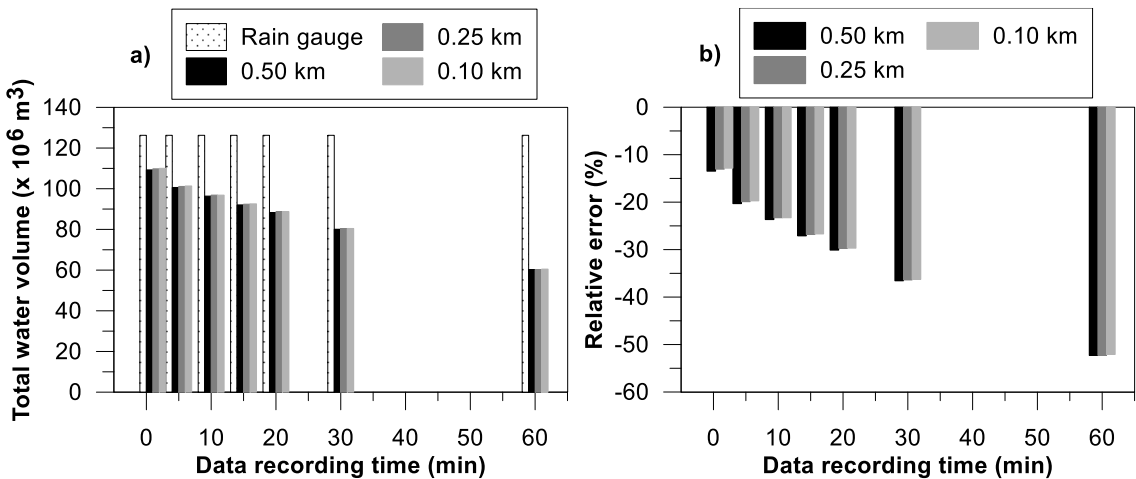 a)
Rain gauge
0.25 km
0.50 km
0.10 km
Total water volume (x 10⁶ m³)
140
120
100
80
60
40
20
0
0 10 20 30 40 50 60
Data recording time (min)
b)
0.50 km
0.10 km
0.25 km
Relative error (%)
0
-10
-20
-30
-40
-50
-60
0 10 20 30 40 50 60
Data recording time (min)